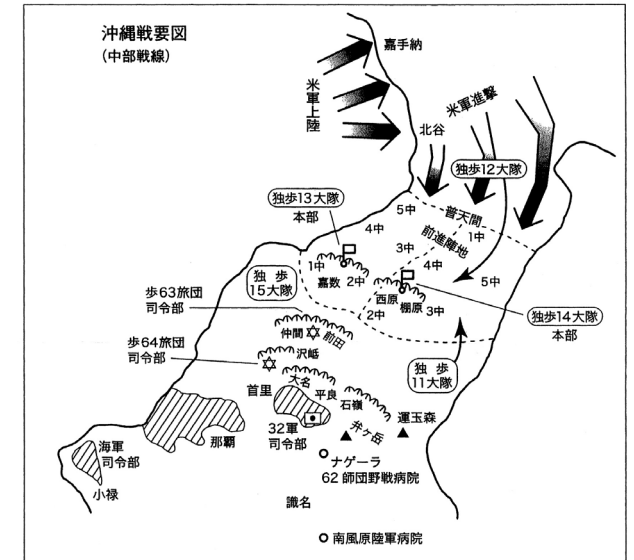 沖縄戦要図
(中部戦線)
嘉手納
米軍上陸
米軍進撃
北谷
独歩12大隊
独歩13大隊
本部
5中
普天間
4中
1中
前進陣地
3中
4中
5中
1中
嘉数
2中
独歩
15大隊
西原
棚原
2中
3中
独歩14大隊
本部
歩63旅団
司令部
仲間
前田
歩64旅団
司令部
沢岻
大名
平良
独歩
11大隊
首里
石嶺
32軍
司令部
弁ヶ岳
運玉森
那覇
海軍
司令部
小禄
ナゲーラ
62師団野戦病院
識名
南風原陸軍病院